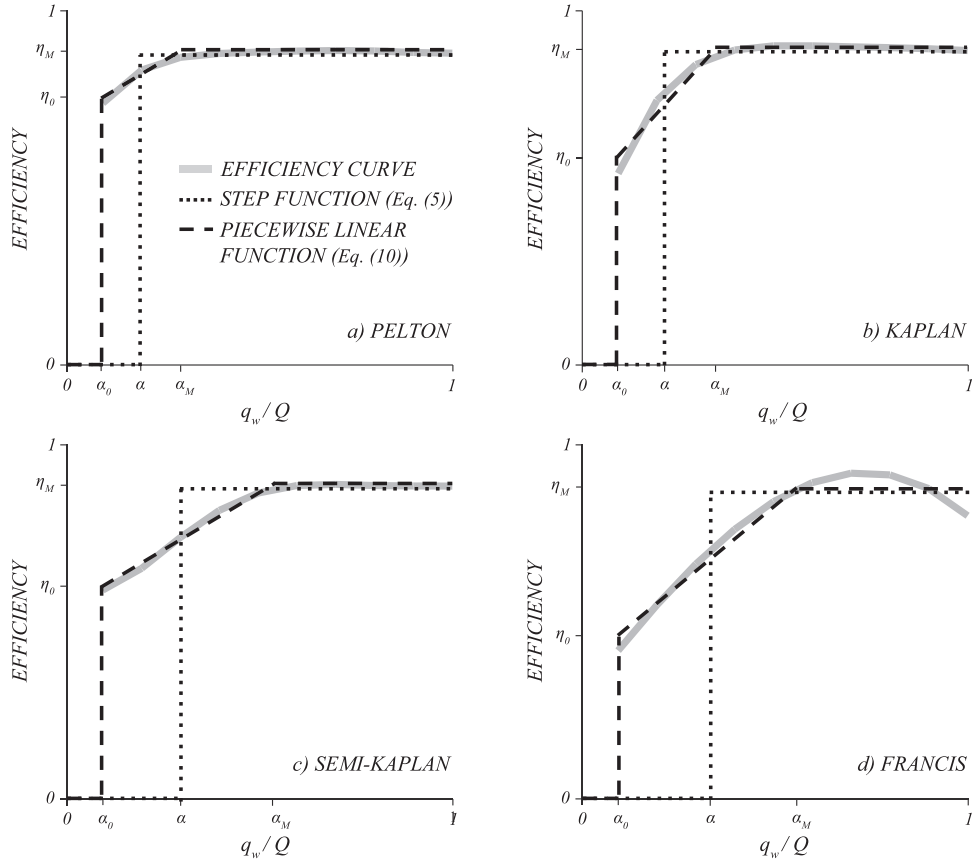 1
η_M
η_0
0
EFFICIENCY
EFFICIENCY CURVE
STEP FUNCTION (Eq. (5))
PIECEWISE LINEAR
FUNCTION (Eq. (10))
a) PELTON
0 α_0 α α_M 1
q_w / Q
1
η_M
η_0
0
EFFICIENCY
b) KAPLAN
0 α_0 α α_M 1
q_w / Q
1
η_M
η_0
0
EFFICIENCY
c) SEMI-KAPLAN
0 α_0 α α_M 1
q_w / Q
1
η_M
η_0
0
EFFICIENCY
d) FRANCIS
0 α_0 α α_M 1
q_w / Q